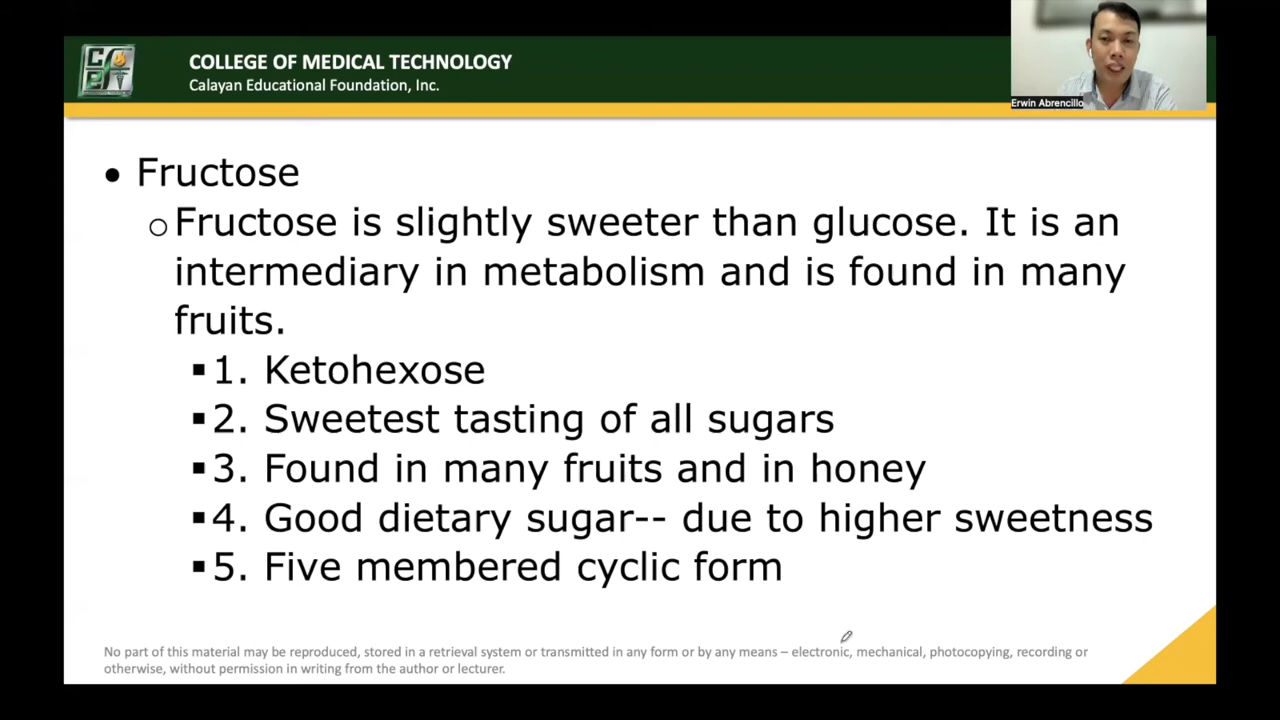 COLLEGE OF MEDICAL TECHNOLOGY
Calayan Educational Foundation, Inc.
Erwin Abrencillo
• Fructose
o Fructose is slightly sweeter than glucose. It is an
intermediary in metabolism and is found in many
fruits.
▪ 1. Ketohexose
▪ 2. Sweetest tasting of all sugars
▪ 3. Found in many fruits and in honey
▪ 4. Good dietary sugar-- due to higher sweetness
▪ 5. Five membered cyclic form
No part of this material may be reproduced, stored in a retrieval system or transmitted in any form or by any means – electronic, mechanical, photocopying, recording or
otherwise, without permission in writing from the author or lecturer.